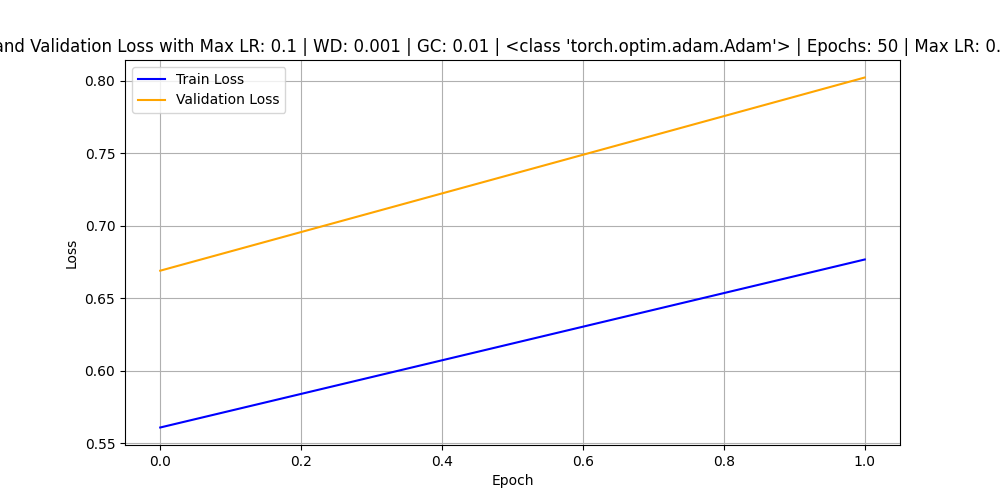 and Validation Loss with Max LR: 0.1 | WD: 0.001 | GC: 0.01 | <class 'torch.optim.adam.Adam'> | Epochs: 50 | Max LR: 0.
Train Loss
Validation Loss
0.80
0.75
0.70
0.65
0.60
0.55
Loss
0.0 0.2 0.4 0.6 0.8 1.0
Epoch